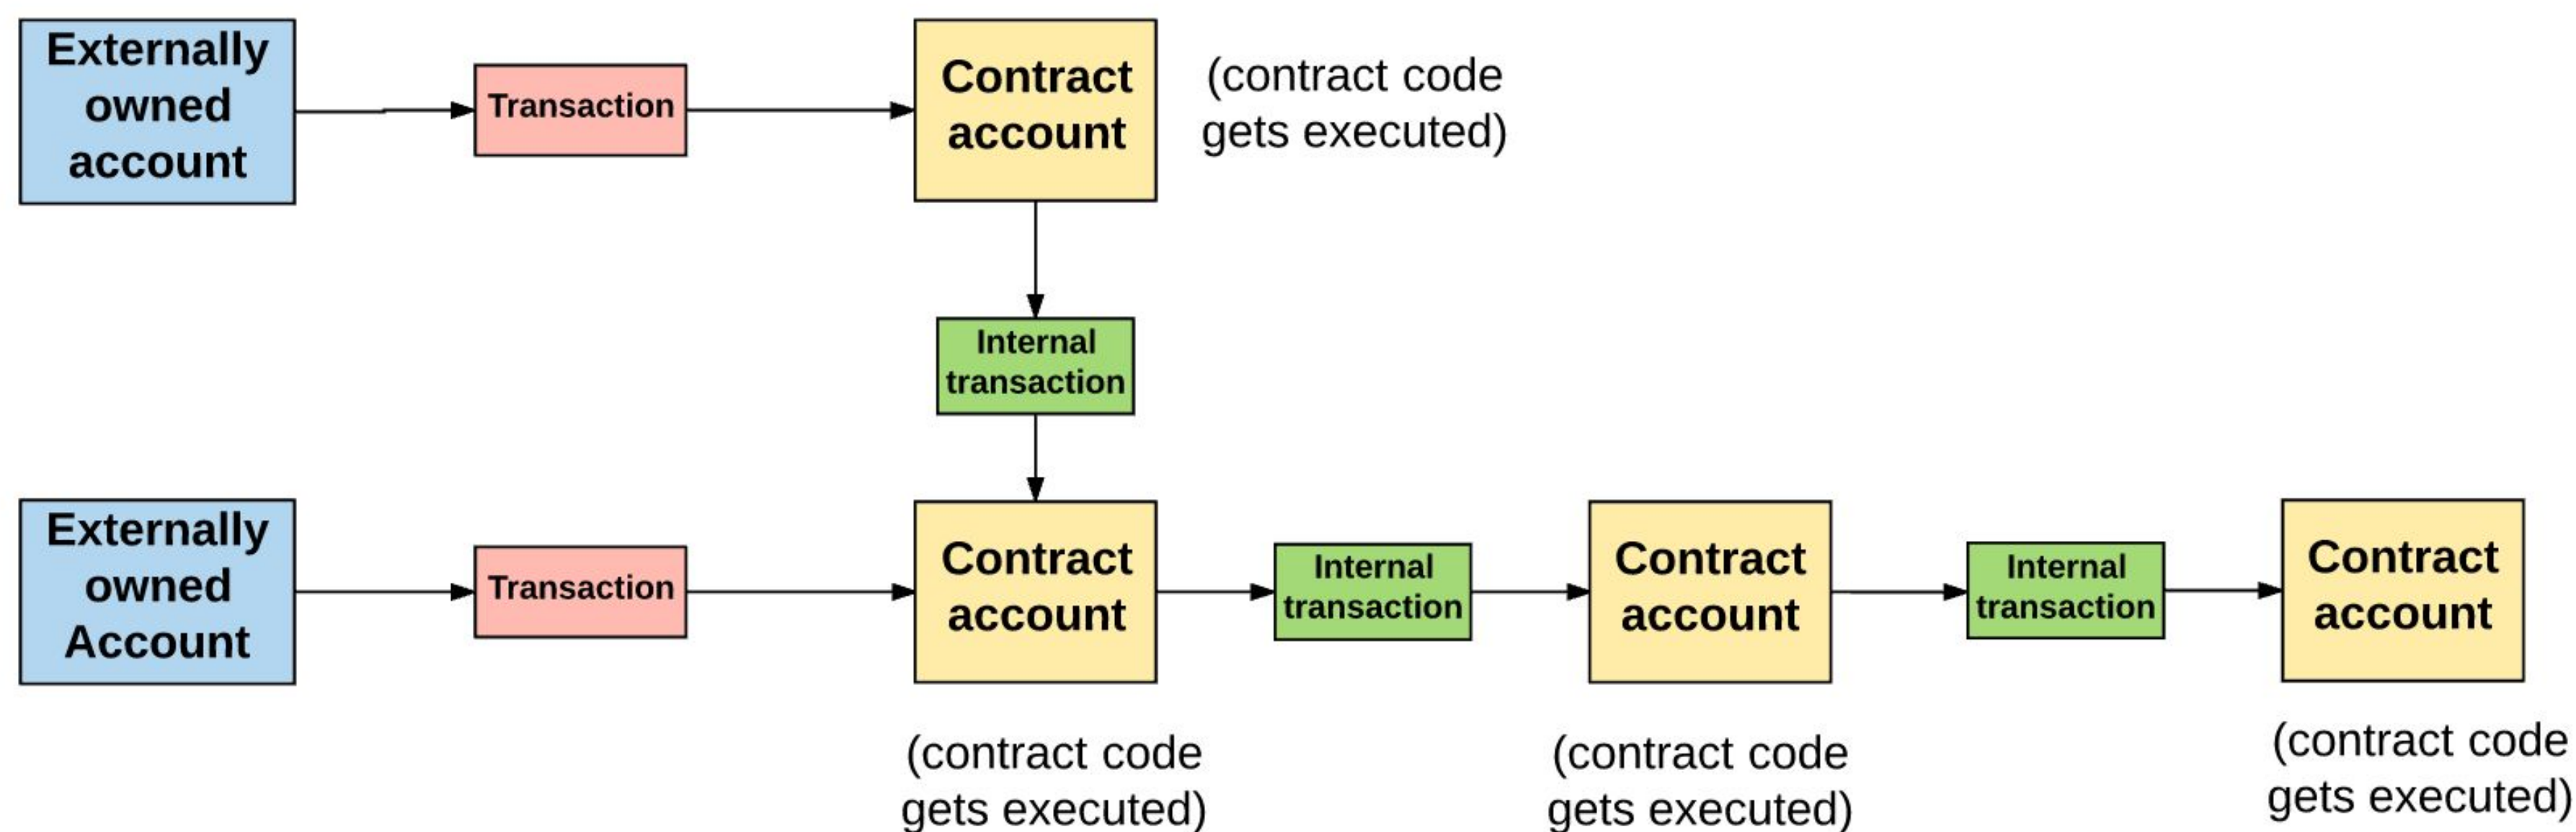 Externally
owned
account
Transaction
Contract
account
(contract code
gets executed)
Internal
transaction
Externally
owned
Account
Transaction
Contract
account
Internal
transaction
Contract
account
Internal
transaction
Contract
account
(contract code
gets executed)
(contract code
gets executed)
(contract code
gets executed)